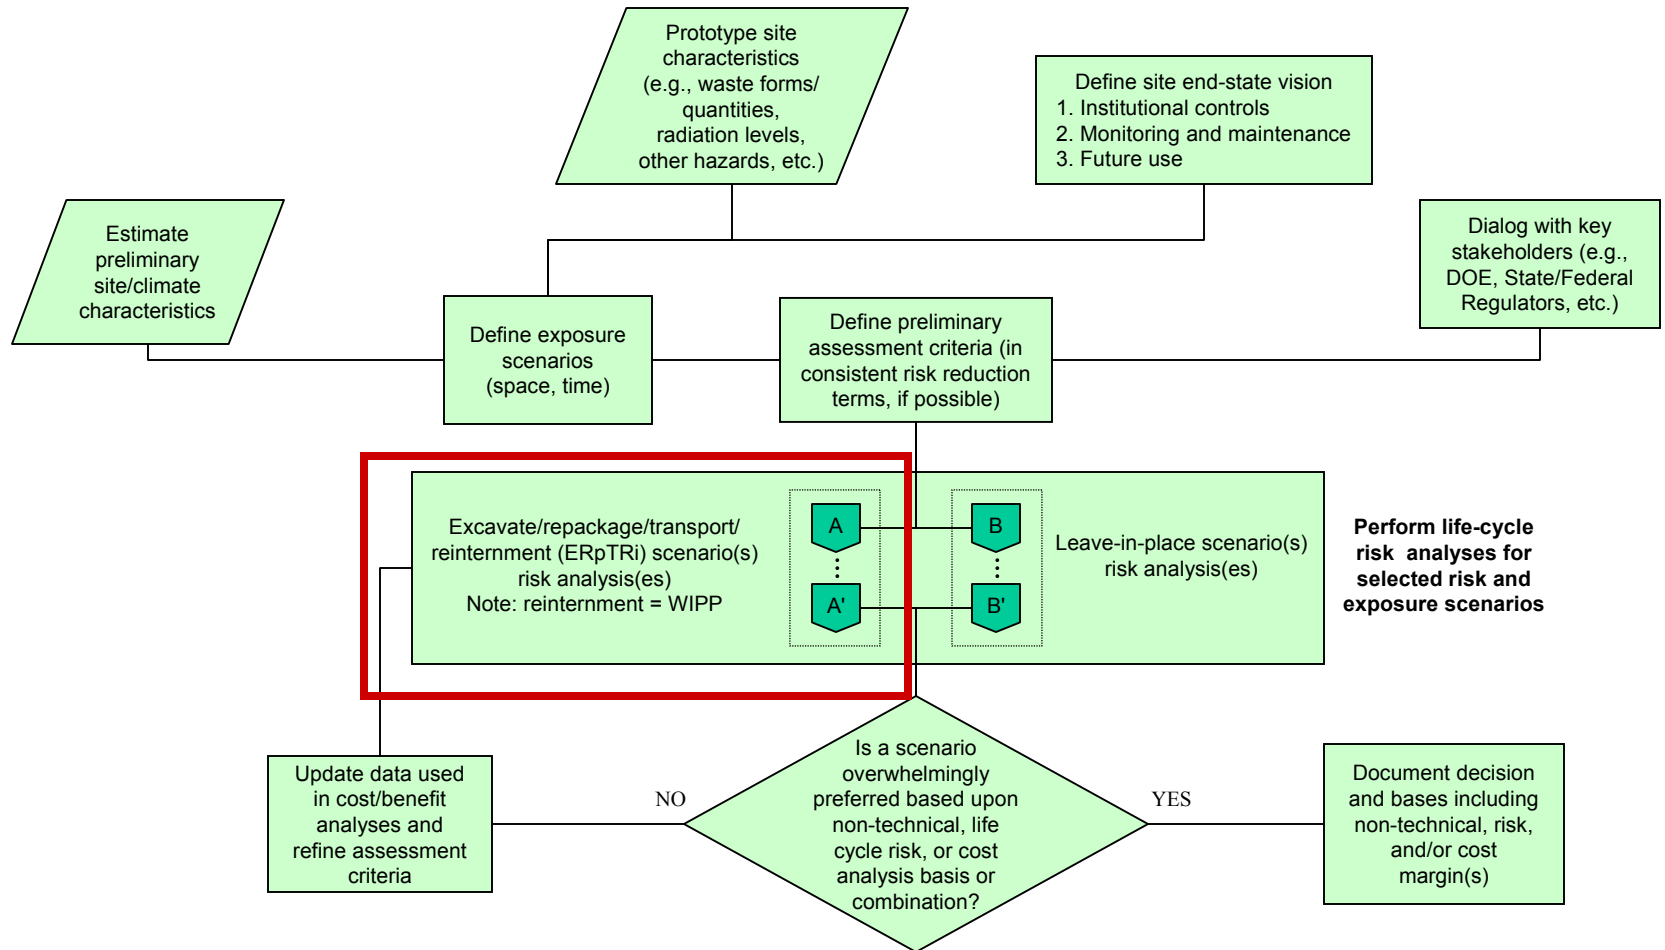 Prototype site
characteristics
(e.g., waste forms/
quantities,
radiation levels,
other hazards, etc.)
Define site end-state vision
1. Institutional controls
2. Monitoring and maintenance
3. Future use
Estimate
preliminary
site/climate
characteristics
Dialog with key
stakeholders (e.g.,
DOE, State/Federal
Regulators, etc.)
Define exposure
scenarios
(space, time)
Define preliminary
assessment criteria (in
consistent risk reduction
terms, if possible)
Excavate/repackage/transport/
reinternment (ERpTRi) scenario(s)
risk analysis(es)
Note: reinternment = WIPP
A
A'
B
B'
Leave-in-place scenario(s)
risk analysis(es)
Perform life-cycle
risk analyses for
selected risk and
exposure scenarios
Update data used
in cost/benefit
analyses and
refine assessment
criteria
NO
Is a scenario
overwhelmingly
preferred based upon
non-technical, life
cycle risk, or cost
analysis basis or
combination?
YES
Document decision
and bases including
non-technical, risk,
and/or cost
margin(s)